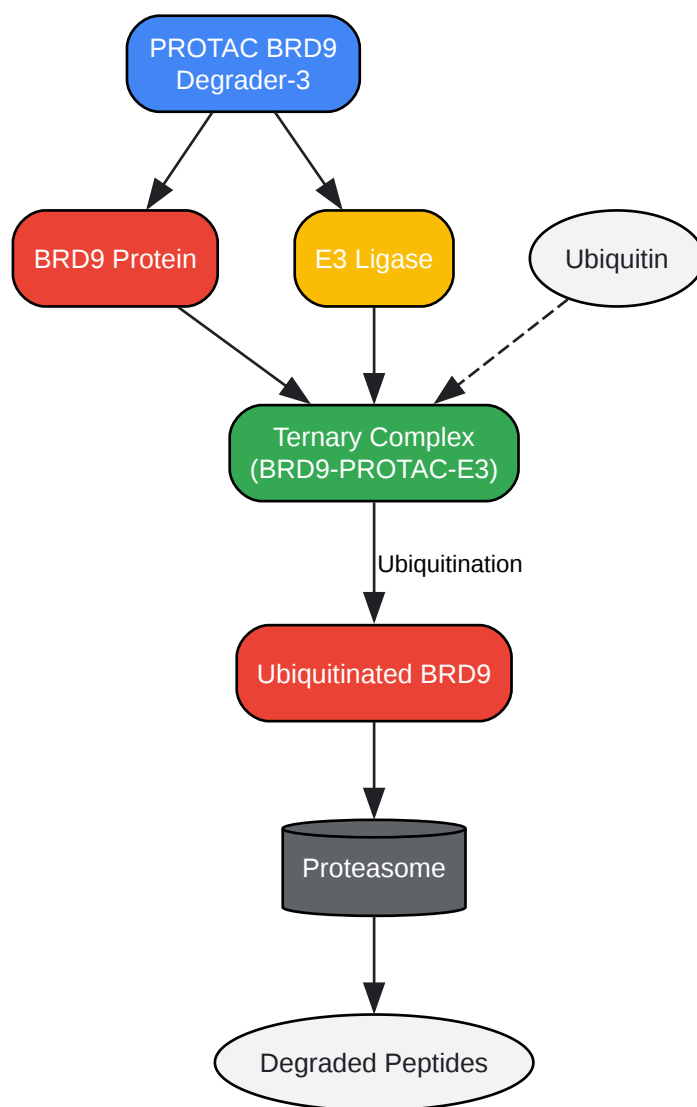 PROTAC BRD9
Degrader-3
BRD9 Protein
E3 Ligase
Ubiquitin
Ternary Complex
(BRD9-PROTAC-E3)
Ubiquitination
Ubiquitinated BRD9
Proteasome
Degraded Peptides